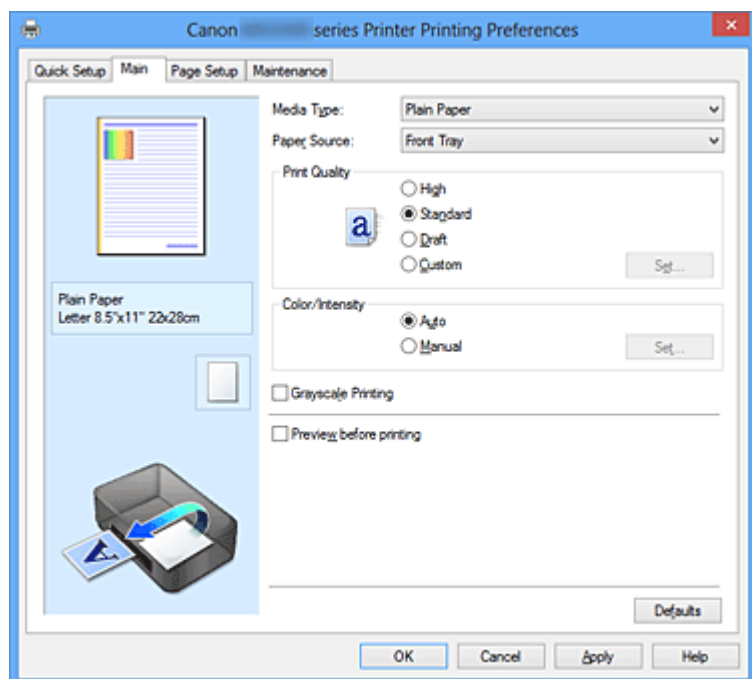 Canon series Printer Printing Preferences
Quick Setup Main Page Setup Maintenance
Media Type: Plain Paper
Paper Source: Front Tray
Print Quality
High
a
Standard
Draft
Custom Set...
Plain Paper
Letter 8.5"x11" 22x28cm
Color/Intensity
Auto
Manual Set...
Grayscale Printing
Preview before printing
A
Defaults
OK Cancel Apply Help